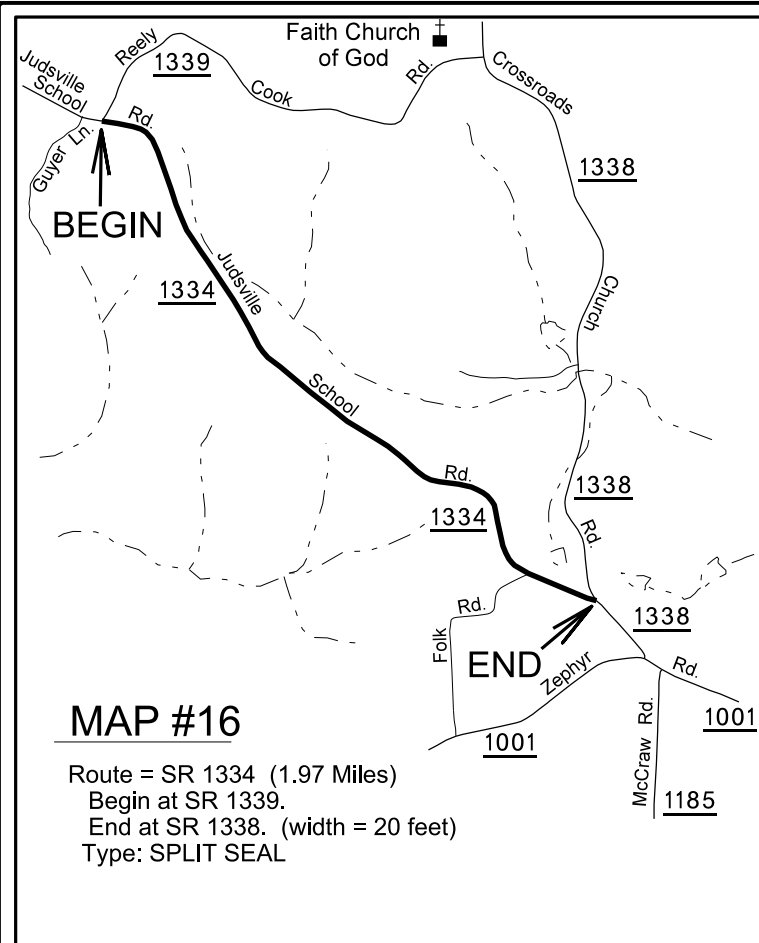 Faith Church
of God
Reely
1339
Cook
Rd.
Crossroads
Judsville
School
Rd.
Guyer Ln.
BEGIN
1338
Judsville
1334
Church
School
Rd.
1334
1338
Rd.
Rd.
Folk
END
1338
Zephyr
Rd.
1001
1001
McCraw Rd.
1185
MAP #16
Route = SR 1334 (1.97 Miles)
Begin at SR 1339.
End at SR 1338. (width = 20 feet)
Type: SPLIT SEAL